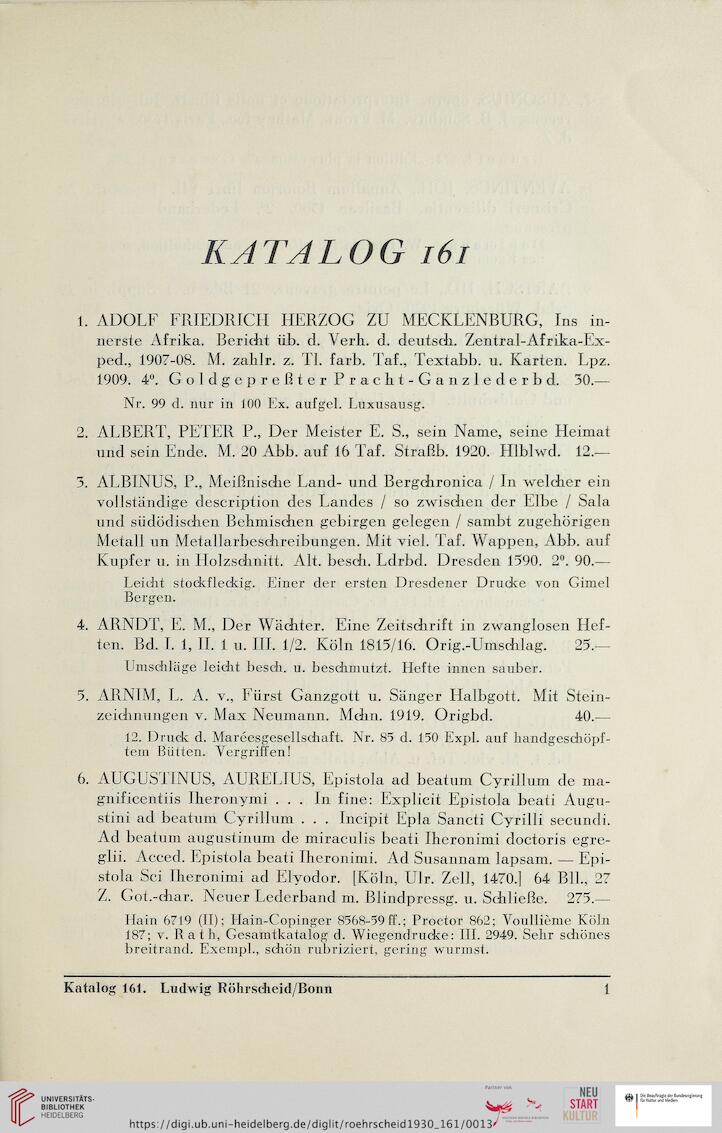 KATALOG 161
1. ADOLF FRIEDRICH HERZOG ZU MECKLENBURG, Ins in-
nerste Afrika. Bericht üb. d. Verh. d. deutsch. Zentral-Afrika-Ex-
ped., 1907-08. M. zahlr. z. Tl. farb. Taf., Textabb. u. Karten. Lpz.
1909. 4°. Goldgepreßter Pracht-Ganzlederbd. 30.—
Nr. 99 d. nur in 100 Ex. aufgel. Luxusausg.
2. ALBERT, PETER P., Der Meister E. S., sein Name, seine Heimat
und sein Ende. M. 20 Abb. auf 16 Taf. Straßb. 1920. Hlblwd. 12.—
3. ALBINUS, P., Meißnische Land- und Bergchronica / In welcher ein
vollständige description des Landes / so zwischen der Elbe / Sala
und südödischen Behmischen gebirgen gelegen / sambt zugehörigen
Metall un Metallarbeschreibungen. Mit viel. Taf. Wappen, Abb. auf
Kupfer u. in Holzschnitt. Alt. besch. Ldrbd. Dresden 1590. 2°. 90.—
Leicht stockfleckig. Einer der ersten Dresdener Drucke von Gimel
Bergen.
4. ARNDT, E. M., Der Wächter. Eine Zeitschrift in zwanglosen Hef-
ten. Bd. I. 1, II. 1 u. III. 1/2. Köln 1815/16. Orig.-Umschlag. 25.—
Umschläge leicht besch. u. beschmutzt. Hefte innen sauber.
5. ARNIM, L. A. v., Fürst Ganzgott u. Sänger Halbgott. Mit Stein-
zeichnungen v. Max Neumann. Mchn. 1919. Origbd. 40.—
12. Druck d. Maréesgesellschaft. Nr. 85 d. 150 Expl. auf handgeschöpf-
tem Bütten. Vergriffen!
6. AUGUSTINUS, AURELIUS, Epistola ad beatum Cyrillum de ma-
gnificentiis Iheronymi . . . In fine: Explicit Epistola beati Augu-
stini ad beatum Cyrillum . . . Incipit Epla Sancti Cyrilli secundi.
Ad beatum augustinum de miraculis beati Iheronimi doctoris egre-
glii. Acced. Epistola beati Iheronimi. Ad Susannam lapsam. — Epi-
stola Sci Iheronimi ad Elyodor. [Köln, Ulr. Zell, 1470.] 64 Bll., 27
Z. Got.-char. Neuer Lederband m. Blindpressg. u. Schließe. 275.—
Hain 6719 (II); Hain-Copinger 8568-59 ff.; Proctor 862; Voullième Köln
187; v. Rath, Gesamtkatalog d. Wiegendrucke: III. 2949. Sehr schönes
breitrand. Exempl., schön rubriziert, gering wurmst.
Katalog 161. Ludwig Röhrscheid/Bonn 1
UNIVERSITÄTS-
BIBLIOTHEK
HEIDELBERG
https://digi.ub.uni-heidelberg.de/diglit/roehrscheid1930_161/0013
Partner von
NEU
START
KULTUR
Die Beauftragte der Bundesregierung
für Kultur und Medien